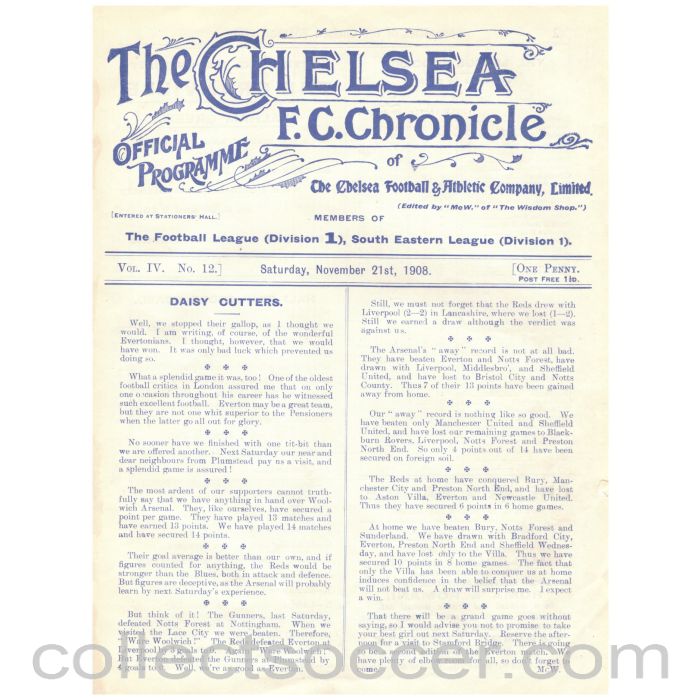 The CHELSEA
F.C. Chronicle
OFFICIAL
PROGRAMME
of
The Chelsea Football & Athletic Company, Limited.
(Edited by "McW." of "The Wisdom Shop.")
[ENTERED AT STATIONERS' HALL.]
MEMBERS OF
The Football League (Division 1), South Eastern League (Division 1).
VOL. IV. No. 12.]
Saturday, November 21st, 1908.
[ONE PENNY.
POST FREE 1½D.
DAISY CUTTERS.
Well, we stopped their gallop, as I thought we
would. I am writing, of course, of the wonderful
Evertonians. I thought, however, that we would
have won. It was only bad luck which prevented us
doing so.
What a splendid game it was, too! One of the oldest
football critics in London assured me that on only
one occasion throughout his career has he witnessed
such excellent football. Everton may be a great team,
but they are not one whit superior to the Pensioners
when the latter go all out for glory.
No sooner have we finished with one tit-bit than
we are offered another. Next Saturday our near and
dear neighbours from Plumstead pay us a visit, and
a splendid game is assured!
The most ardent of our supporters cannot truth-
fully say that we have anything in hand over Wool-
wich Arsenal. They, like ourselves, have secured a
point per game. They have played 13 matches and
have earned 13 points. We have played 14 matches
and have secured 14 points.
Their goal average is better than our own, and if
figures counted for anything, the Reds would be
stronger than the Blues, both in attack and defence.
But figures are deceptive, as the Arsenal will probably
learn by next Saturday's experience.
But think of it! The Gunners, last Saturday,
defeated Notts Forest at Nottingham. When we
visited the Lace City we were beaten. Therefore,
"Ware Woolwich!" The Reds defeated Everton at
Liverpool
Everton the Gunners
Well, as good as Everton.
Still, we must not forget that the Reds drew with
Liverpool (2—2) in Lancashire, where we lost (1—2).
Still we earned a draw although the verdict was
against us.
The Arsenal's "away" record is not at all bad.
They have beaten Everton and Notts Forest, have
drawn with Liverpool, Middlesbro', and Sheffield
United, and have lost to Bristol City and Notts
County. Thus 7 of their 13 points have been gained
away from home.
Our "away" record is nothing like so good. We
have beaten only Manchester United and Sheffield
United, and have lost our remaining games to Black-
burn Rovers, Liverpool, Notts Forest and Preston
North End. So only 4 points out of 14 have been
secured on foreign soil.
The Reds at home have conquered Bury, Man-
chester City and Preston North End, and have lost
to Aston Villa, Everton and Newcastle United.
Thus they have secured 6 points in 6 home games.
At home we have beaten Bury, Notts Forest and
Sunderland. We have drawn with Bradford City,
Everton, Preston North End and Sheffield Wednes-
day, and have lost only to the Villa. Thus we have
secured 10 points in 8 home games. The fact that
only the Villa has been able to conquer us at home
induces confidence in the belief that the Arsenal
will not beat us. A draw will surprise me. I expect
a win.
That there will be a grand game goes without
saying, so I would advise you not to promise to take
your best girl out next Saturday. Reserve the after-
noon for a visit to Stamford Bridge. There is going
to be a second edition of the Everton match. We
have plenty of elbow room for all, so don't forget to
come. McW.
collectsoccer.com